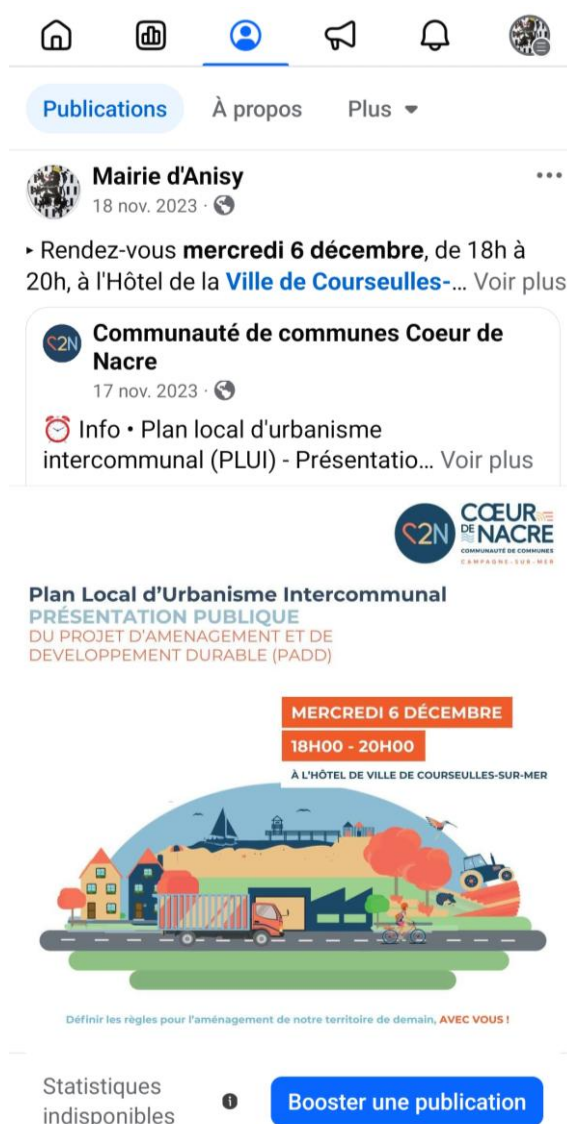 Publications À propos Plus
Mairie d'Anisy
18 nov. 2023 ·
▸ Rendez-vous mercredi 6 décembre, de 18h à
20h, à l'Hôtel de la Ville de Courseulles-... Voir plus
C2N
Communauté de communes Coeur de
Nacre
17 nov. 2023 ·
⏰ Info • Plan local d'urbanisme
intercommunal (PLUI) - Présentatio... Voir plus
C2N
CŒUR
DE NACRE
COMMUNAUTÉ DE COMMUNES
CAMPAGNE-SUR-MER
Plan Local d'Urbanisme Intercommunal
PRÉSENTATION PUBLIQUE
DU PROJET D'AMENAGEMENT ET DE
DEVELOPPEMENT DURABLE (PADD)
MERCREDI 6 DÉCEMBRE
18H00 - 20H00
À L'HÔTEL DE VILLE DE COURSEULLES-SUR-MER
Définir les règles pour l'aménagement de notre territoire de demain, AVEC VOUS !
Statistiques
indisponibles
Booster une publication